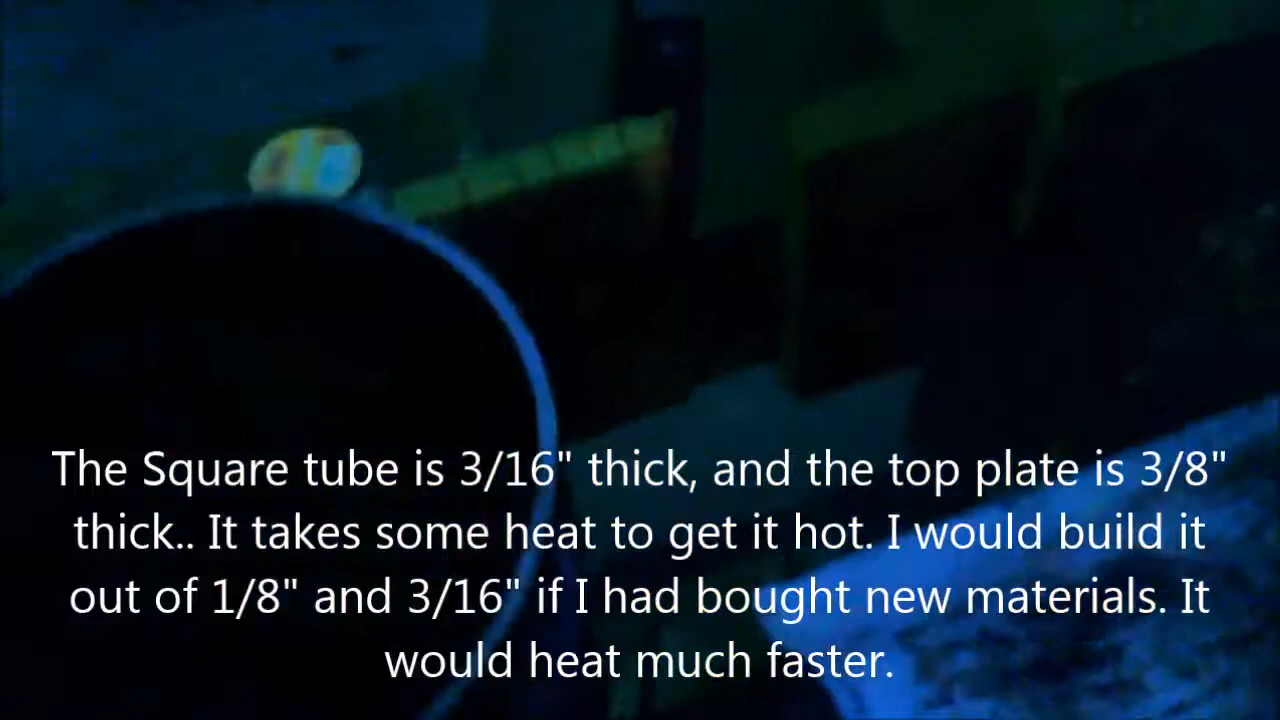 The Square tube is 3/16" thick, and the top plate is 3/8"
thick.. It takes some heat to get it hot. I would build it
out of 1/8" and 3/16" if I had bought new materials. It
would heat much faster.